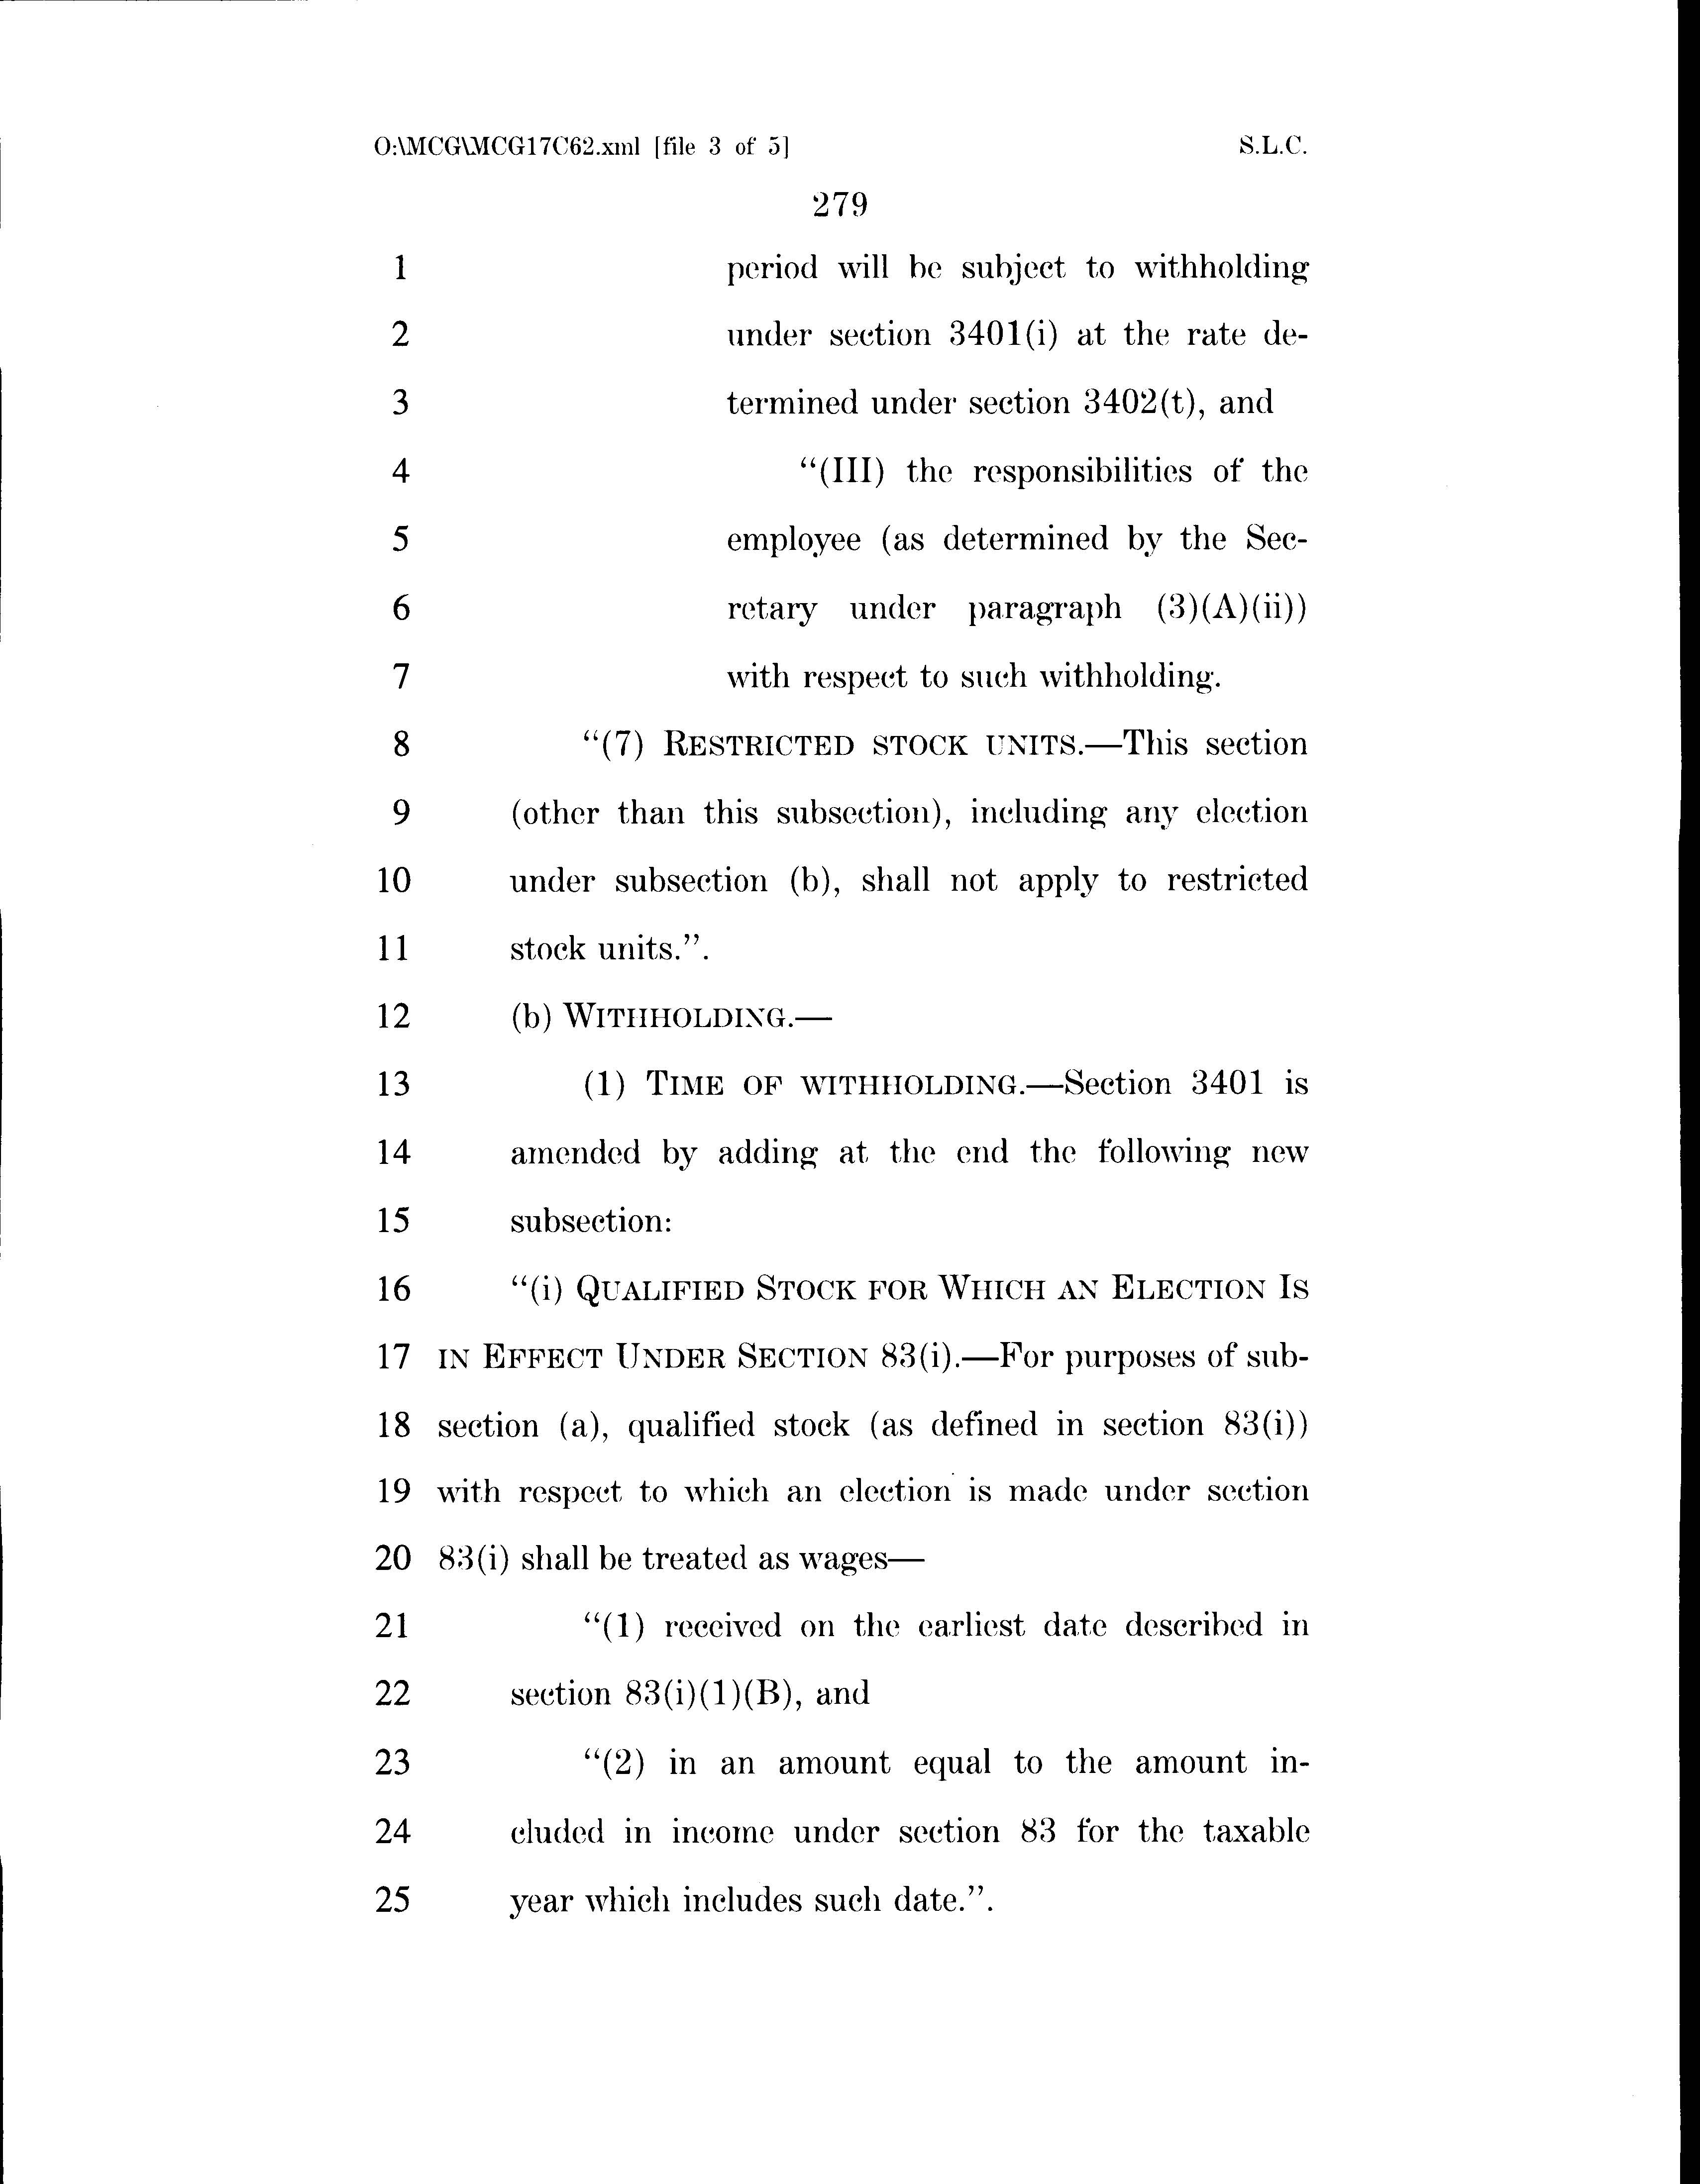 O:\MCG\MCG17C62.xml [file 3 of 5] S.L.C.
279
1 period will be subject to withholding
2 under section 3401(i) at the rate de-
3 termined under section 3402(t), and
4 “(III) the responsibilities of the
5 employee (as determined by the Sec-
6 retary under paragraph (3)(A)(ii))
7 with respect to such withholding.
8 “(7) RESTRICTED STOCK UNITS.—This section
9 (other than this subsection), including any election
10 under subsection (b), shall not apply to restricted
11 stock units.”.
12 (b) WITHHOLDING.—
13 (1) TIME OF WITHHOLDING.—Section 3401 is
14 amended by adding at the end the following new
15 subsection:
16 “(i) QUALIFIED STOCK FOR WHICH AN ELECTION IS
17 IN EFFECT UNDER SECTION 83(i).—For purposes of sub-
18 section (a), qualified stock (as defined in section 83(i))
19 with respect to which an election is made under section
20 83(i) shall be treated as wages—
21 “(1) received on the earliest date described in
22 section 83(i)(1)(B), and
23 “(2) in an amount equal to the amount in-
24 cluded in income under section 83 for the taxable
25 year which includes such date.”.